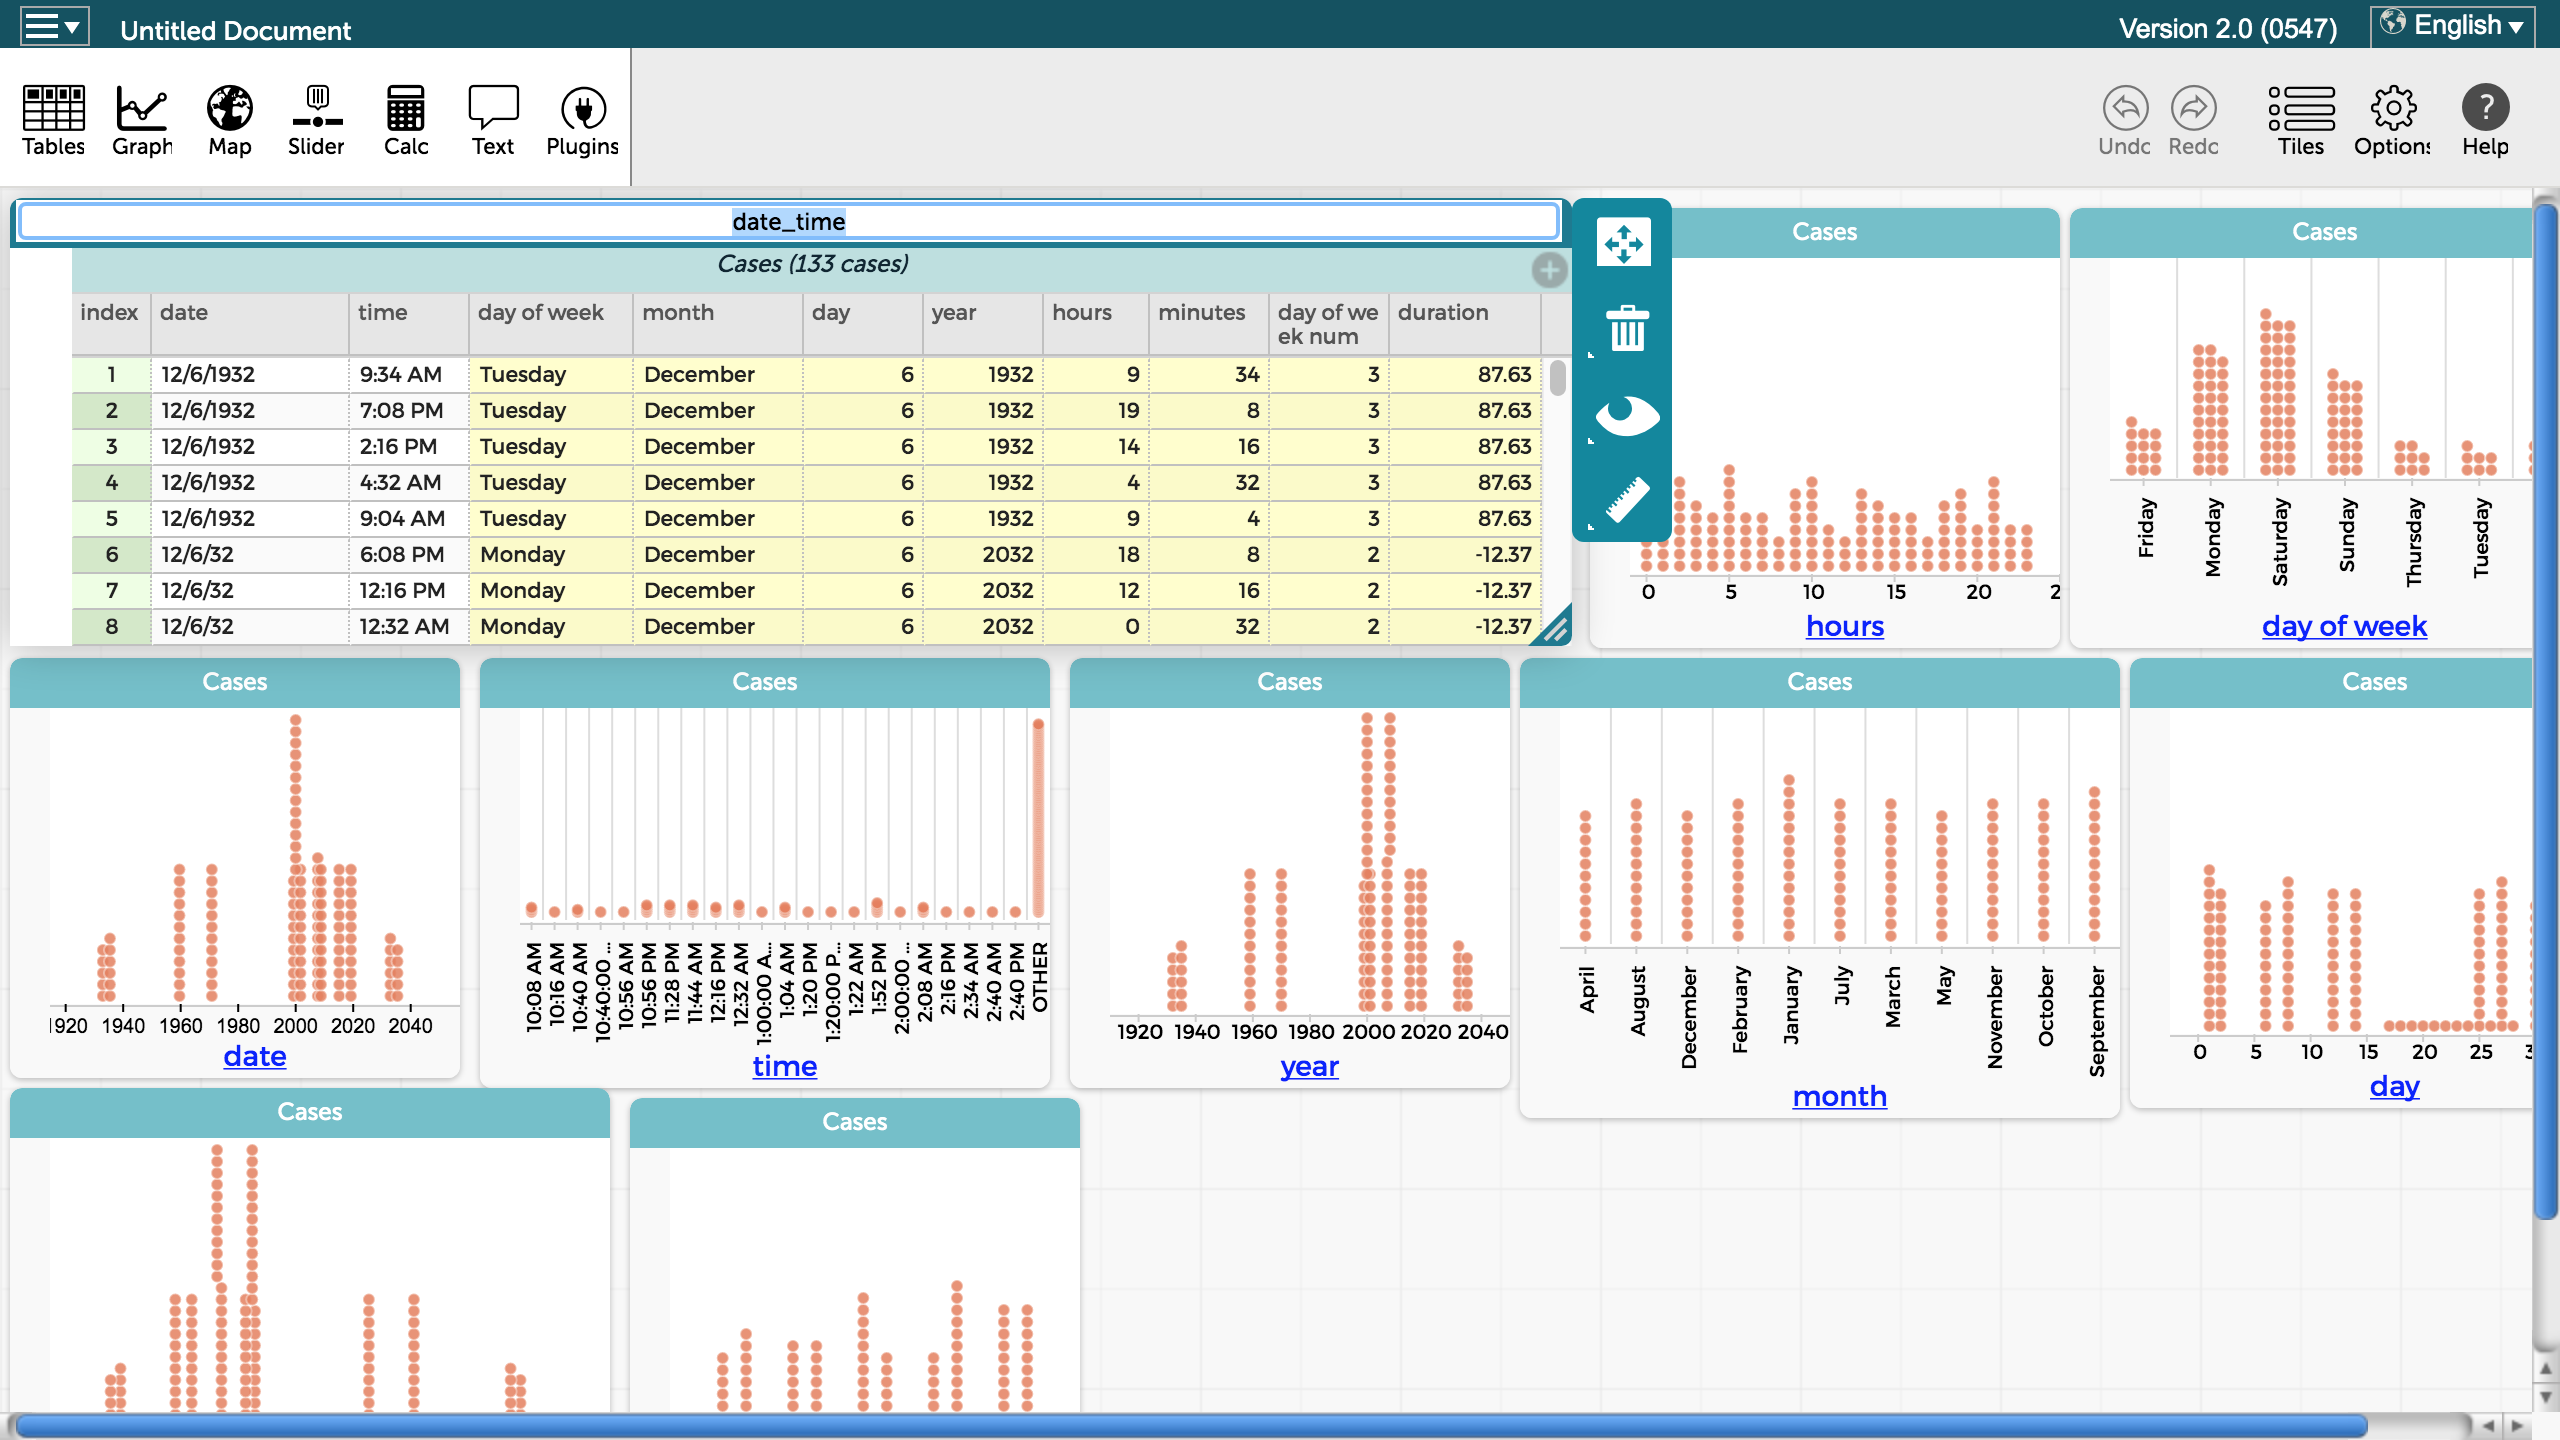 Untitled Document
Version 2.0 (0547)
English
Tables Graph Map Slider Calc Text Plugins
Undo Redo Tiles Options Help
date_time
Cases (133 cases)
index date time day of week month day year hours minutes day of week num duration
1 12/6/1932 9:34 AM Tuesday December 6 1932 9 34 3 87.63
2 12/6/1932 7:08 PM Tuesday December 6 1932 19 8 3 87.63
3 12/6/1932 2:16 PM Tuesday December 6 1932 14 16 3 87.63
4 12/6/1932 4:32 AM Tuesday December 6 1932 4 32 3 87.63
5 12/6/1932 9:04 AM Tuesday December 6 1932 9 4 3 87.63
6 12/6/32 6:08 PM Monday December 6 2032 18 8 2 -12.37
7 12/6/32 12:16 PM Monday December 6 2032 12 16 2 -12.37
8 12/6/32 12:32 AM Monday December 6 2032 0 32 2 -12.37
Cases
0 5 10 15 20 2
hours
Cases
Friday Monday Saturday Sunday Thursday Tuesday
day of week
Cases
1920 1940 1960 1980 2000 2020 2040
date
Cases
10:08 AM 10:16 AM 10:40 AM 10:40:00 ... 10:56 AM 10:56 PM 11:28 PM 11:44 AM 12:16 PM 12:32 AM 1:00:00 A... 1:04 AM 1:20 PM 1:20:00 P... 1:22 AM 1:52 PM 2:00:00... 2:08 AM 2:16 PM 2:34 AM 2:40 AM 2:40 PM OTHER
time
Cases
1920 1940 1960 1980 2000 2020 2040
year
Cases
April August December February January July March May November October September
month
Cases
0 5 10 15 20 25
day
Cases
Cases